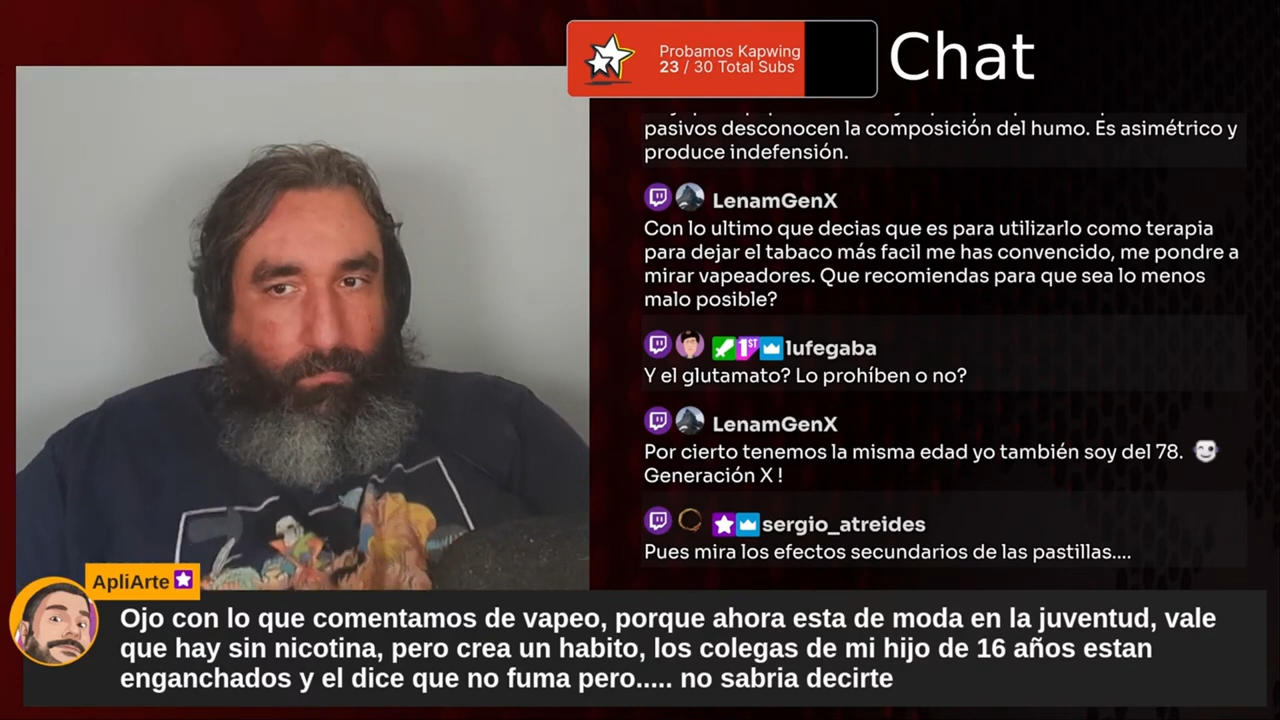 Probamos Kapwing
23 / 30 Total Subs
Chat
pasivos desconocen la composición del humo. Es asimétrico y
produce indefensión.
LenamGenX
Con lo ultimo que decias que es para utilizarlo como terapia
para dejar el tabaco más facil me has convencido, me pondre a
mirar vapeadores. Que recomiendas para que sea lo menos
malo posible?
1ST lufegaba
Y el glutamato? Lo prohíben o no?
LenamGenX
Por cierto tenemos la misma edad yo también soy del 78.
Generación X !
sergio_atreides
Pues mira los efectos secundarios de las pastillas....
ApliArte
Ojo con lo que comentamos de vapeo, porque ahora esta de moda en la juventud, vale
que hay sin nicotina, pero crea un habito, los colegas de mi hijo de 16 años estan
enganchados y el dice que no fuma pero..... no sabria decirte